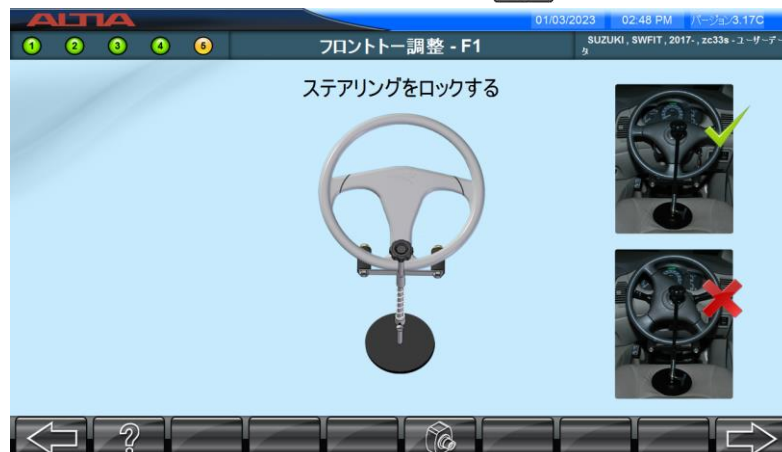 ALTIA
01/03/2023 02:48 PM バージョン3.17C
1 2 3 4 5
フロントトー調整 - F1
SUZUKI , SWFIT , 2017- , zc33s - ユーザーデー
タ
ステアリングをロックする
?